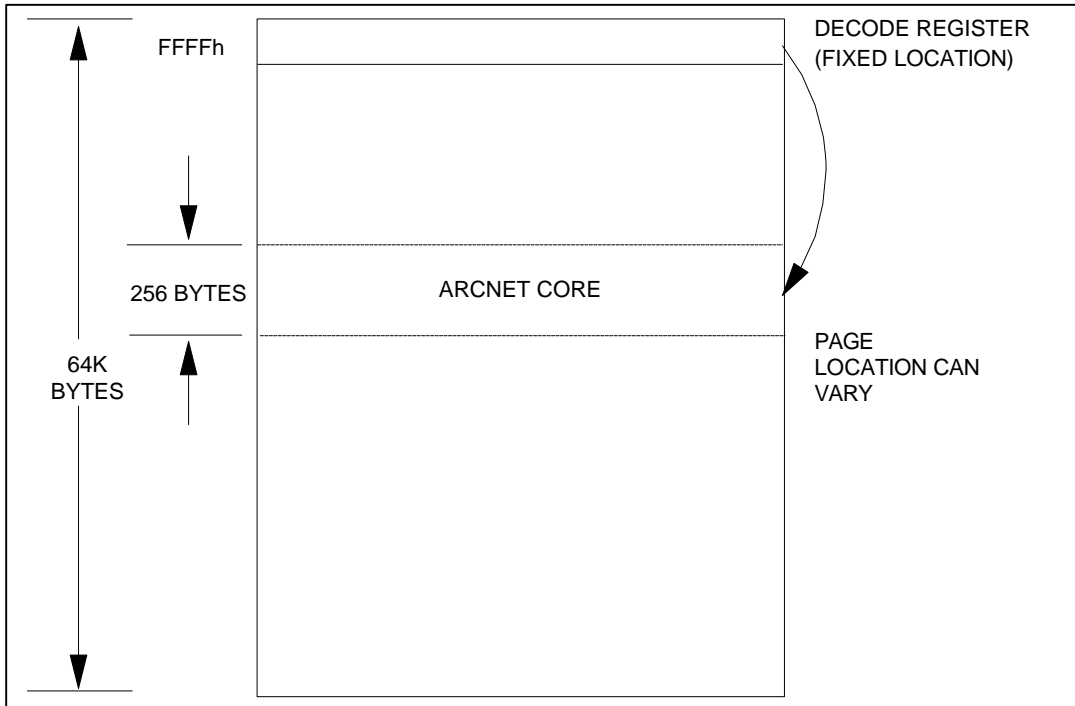 FFFFh
DECODE REGISTER
(FIXED LOCATION)
256 BYTES
ARCNET CORE
64K
BYTES
PAGE
LOCATION CAN
VARY